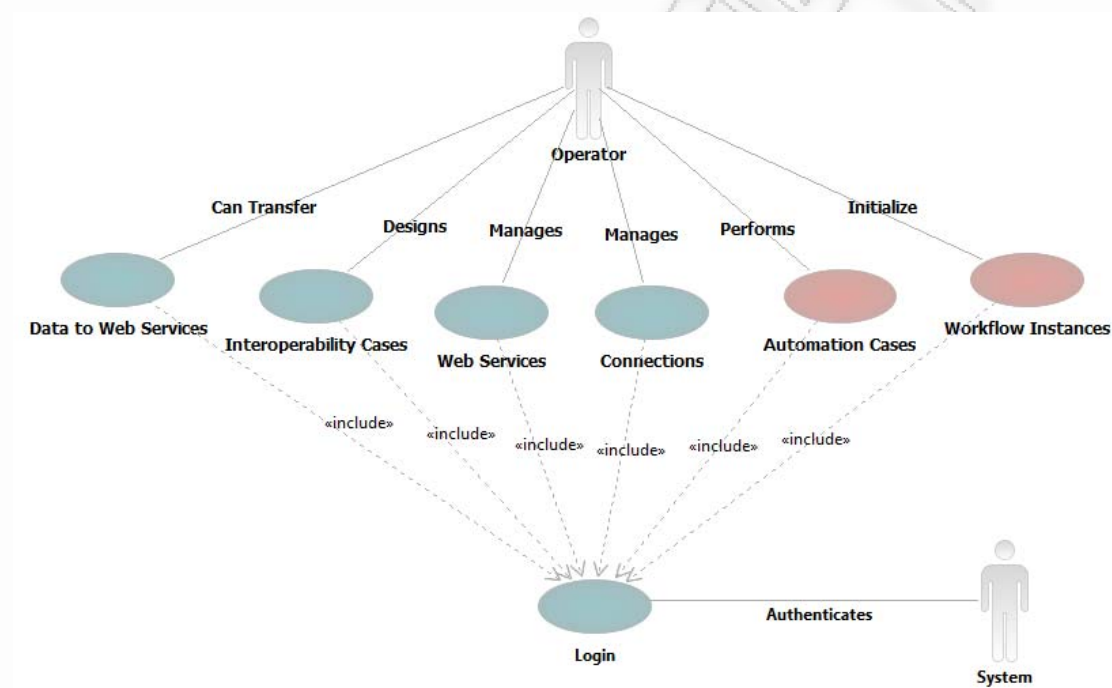 Operator
Can Transfer
Initialize
Designs
Manages
Manages
Performs
Data to Web Services
Interoperability Cases
Web Services
Connections
Automation Cases
Workflow Instances
«include»
«include»
«include»
«include»
«include»
«include»
Authenticates
Login
System